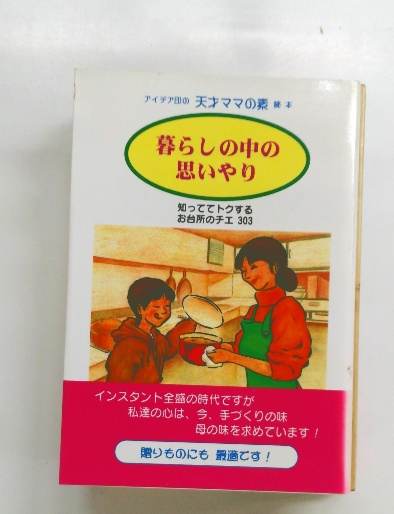 アイデア印の 天才ママの素 読本
暮らしの中の
思いやり
知っててトクする
お台所のチエ 303
インスタント全盛の時代ですが
私達の心は、今、手づくりの味
母の味を求めています！
贈りものにも 最適です！